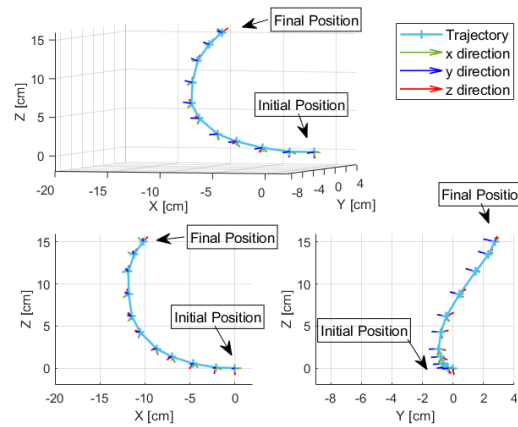 Final Position
Trajectory
x direction
y direction
z direction
15
10
5
0
Z [cm]
Initial Position
-20
-15
-10
-5
0
X [cm]
-8
-4
0
4
Y [cm]
Final Positio
15
10
5
0
Z [cm]
Final Position
Initial Position
-20
-15
-10
-5
0
X [cm]
15
10
5
0
Z [cm]
Initial Position
-8
-6
-4
-2
0
2
4
Y [cm]